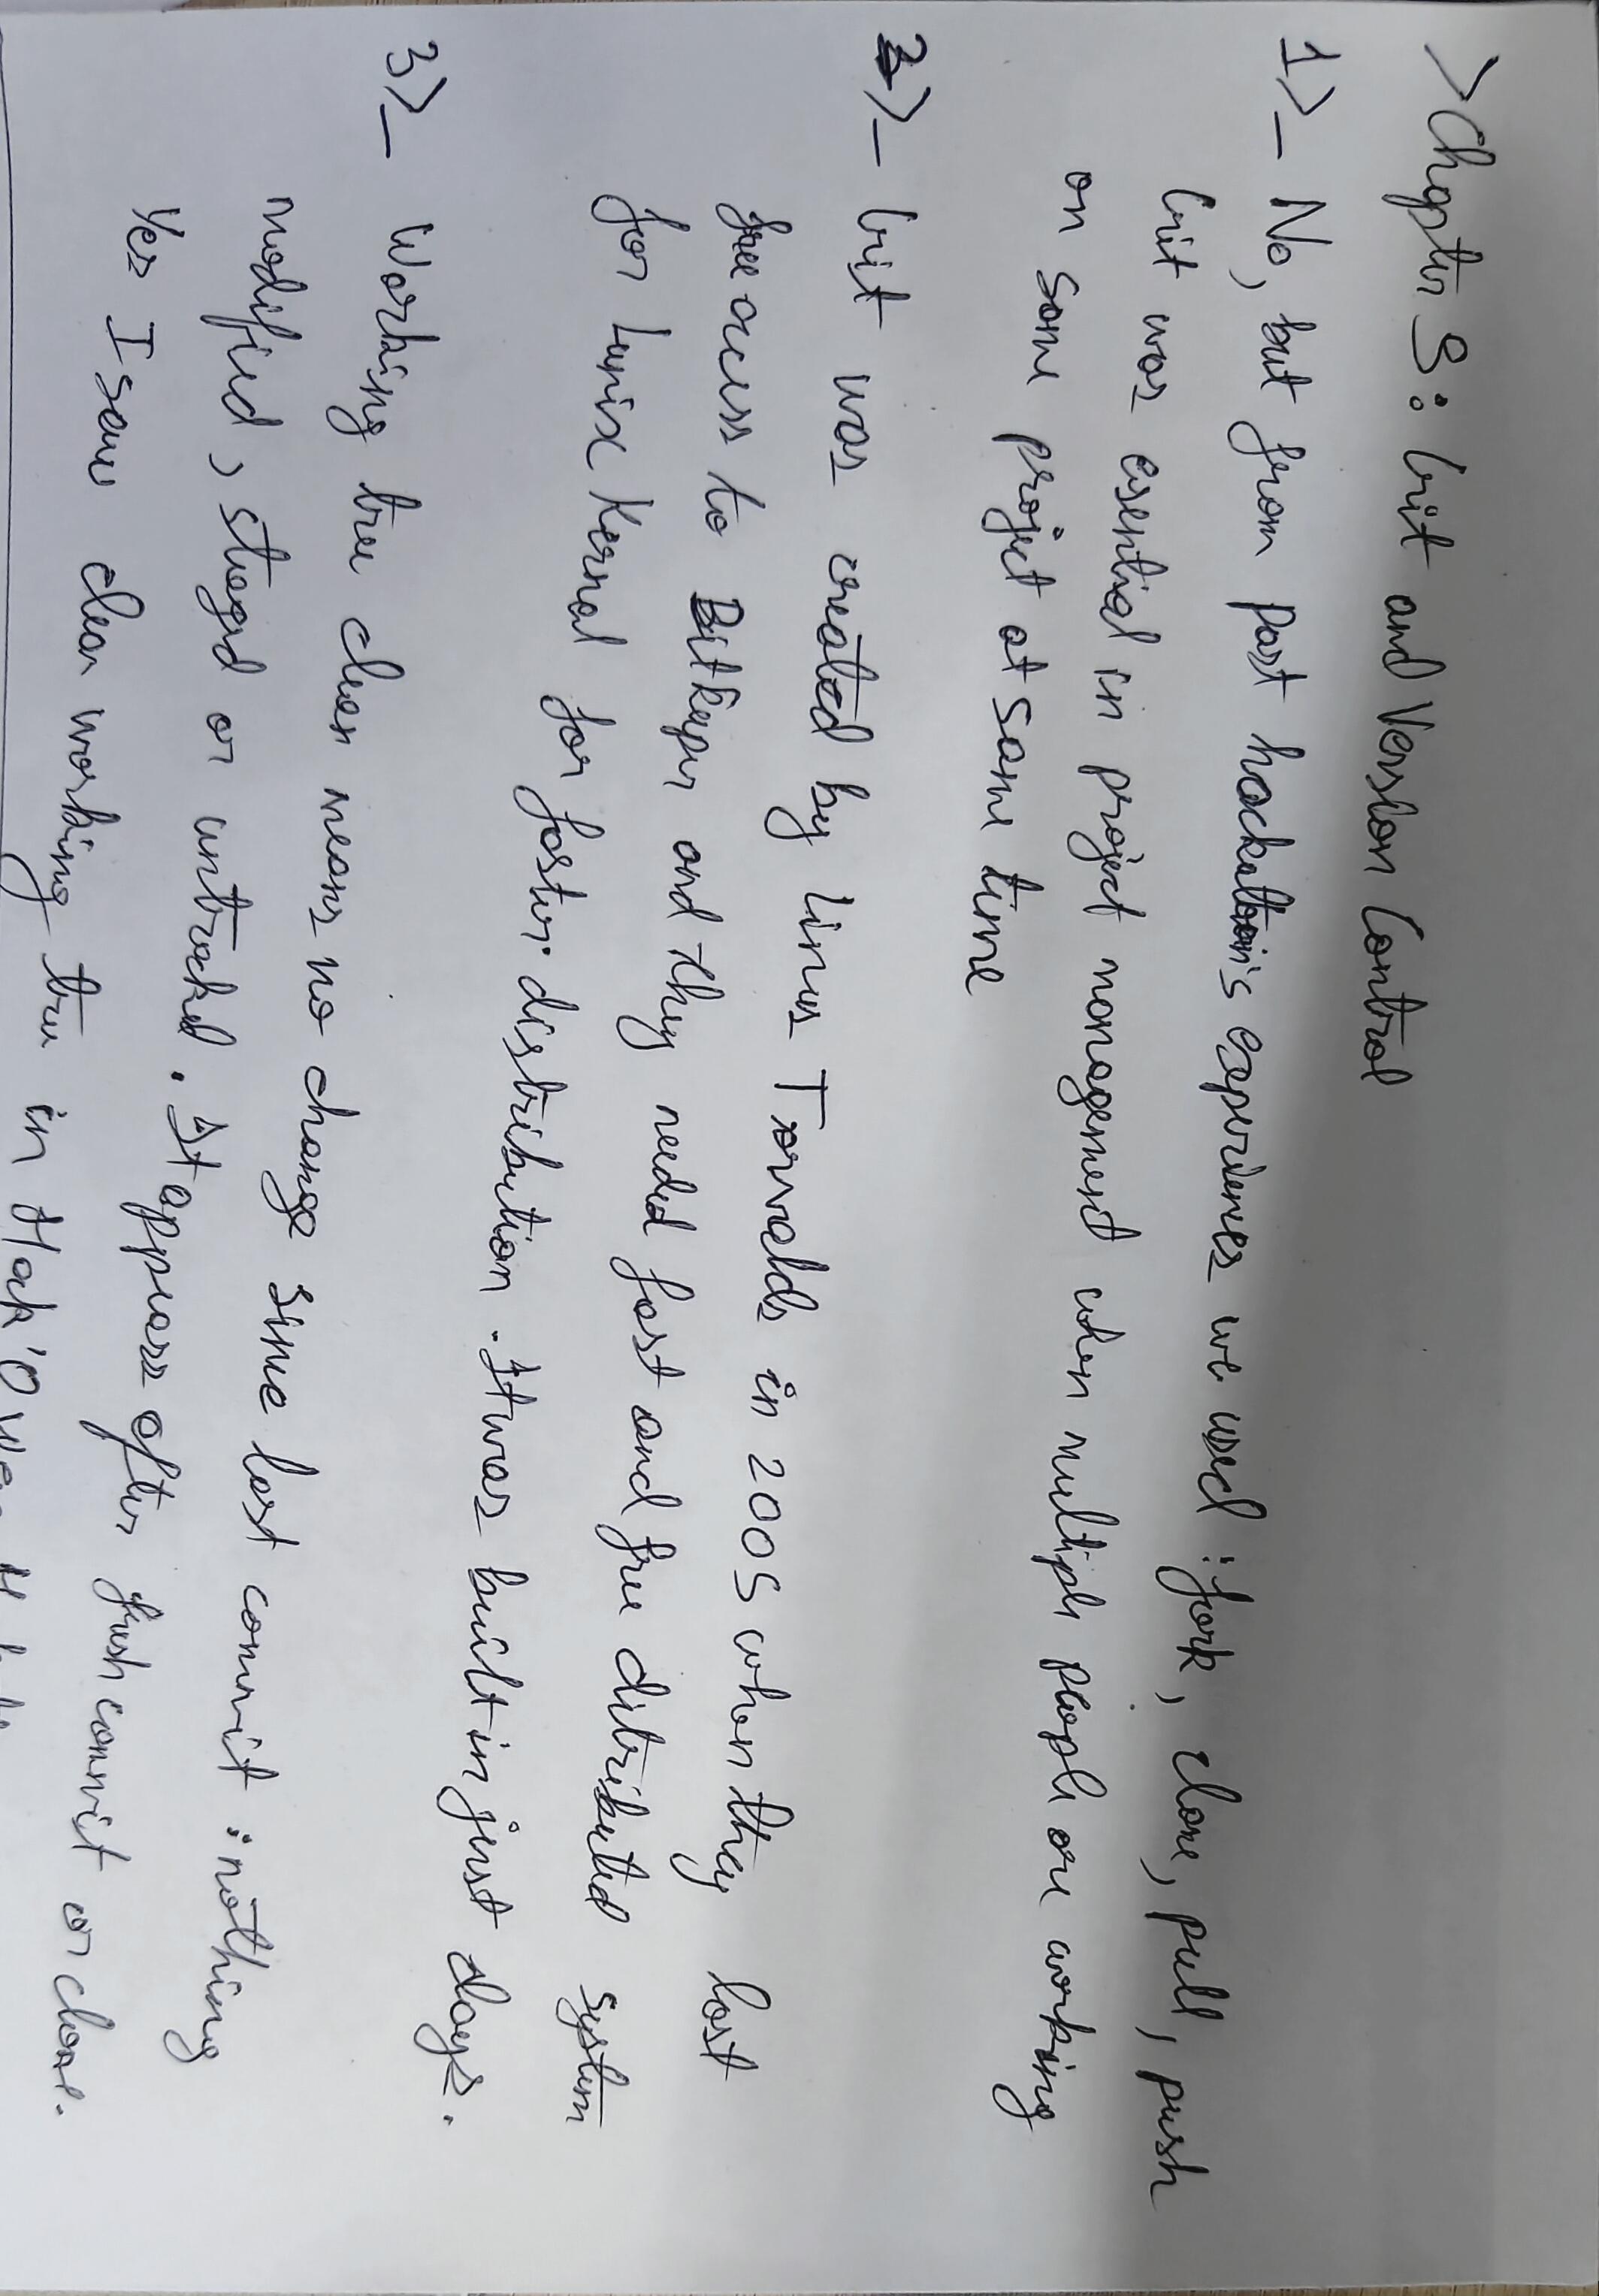 >Chapter 3: Git and Version Control
1>_ No, but from past hackathon's experiences we used : fork, clone, pull, push
Git was essential in project management when multiple people are working
on same project at same time
2>_ Git was created by Linus Torvalds in 2005 when they lost
free access to BitKeeper and they needed fast and free distributed system
for Lunix Kernal for faster distribution. It was built in just days.
3>_ Working tree clean means no change since last commit : nothing
modified, staged or untracked. It appears after fresh commit or clone.
Yes I saw clean working tree in Hack'O